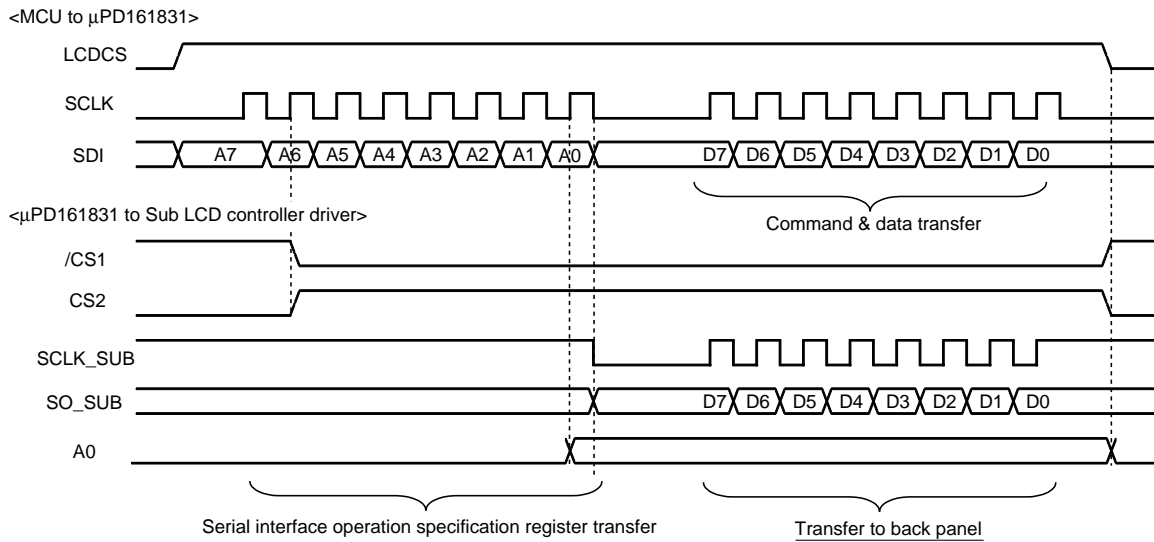 <MCU to μPD161831>
LCDCS
SCLK
SDI A7 A6 A5 A4 A3 A2 A1 A0 D7 D6 D5 D4 D3 D2 D1 D0
Command & data transfer
<μPD161831 to Sub LCD controller driver>
/CS1
CS2
SCLK_SUB
SO_SUB D7 D6 D5 D4 D3 D2 D1 D0
A0
Serial interface operation specification register transfer Transfer to back panel